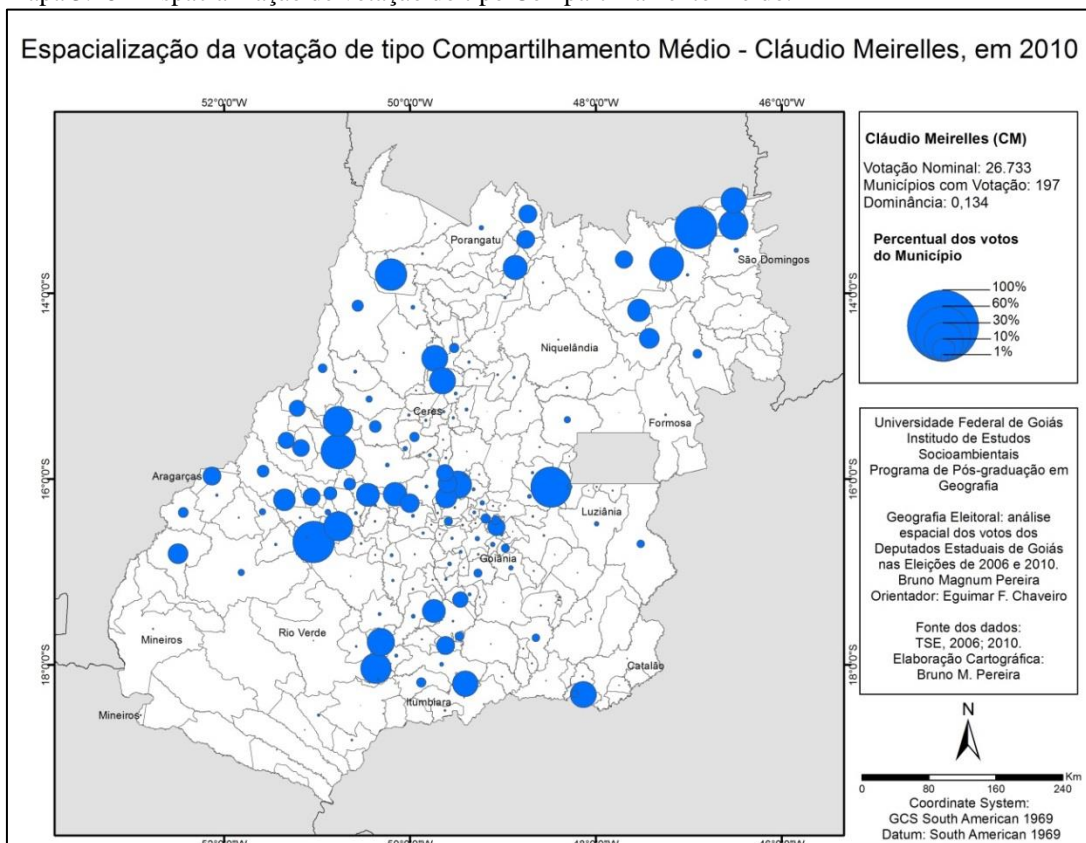 Espacialização da votação de tipo Compartilhamento Médio - Cláudio Meirelles, em 2010
52°0'0"W
50°0'0"W
48°0'0"W
46°0'0"W
14°0'0"S
16°0'0"S
18°0'0"S
Porangatu
São Domingos
Niquelândia
Ceres
Formosa
Aragarças
Luziânia
Goiânia
Mineiros
Rio Verde
Catalão
Itumbiara
Mineiros
14°0'0"S
16°0'0"S
18°0'0"S
Cláudio Meirelles (CM)
Votação Nominal: 26.733
Municípios com Votação: 197
Dominância: 0,134
Percentual dos votos
do Município
100%
60%
30%
10%
1%
Universidade Federal de Goiás
Institudo de Estudos
Socioambientais
Programa de Pós-graduação em
Geografia
Geografia Eleitoral: análise
espacial dos votos dos
Deputados Estaduais de Goiás
nas Eleições de 2006 e 2010.
Bruno Magnum Pereira
Orientador: Eguimar F. Chaveiro
Fonte dos dados:
TSE, 2006; 2010.
Elaboração Cartográfica:
Bruno M. Pereira
N
Km
0 80 160 240
Coordinate System:
GCS South American 1969
Datum: South American 1969